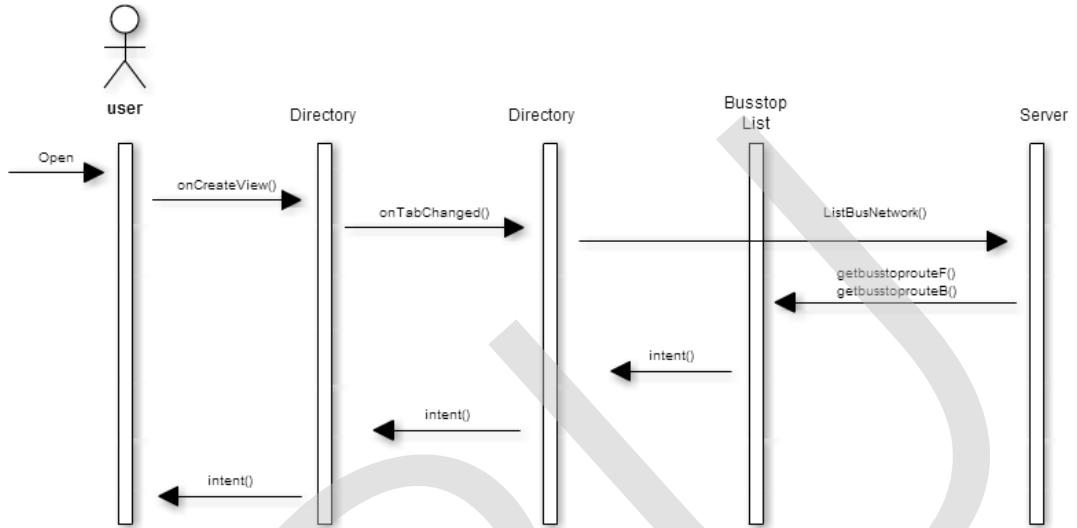 user
Directory
Directory
Busstop
List
Server
Open
onCreateView()
onTabChanged()
ListBusNetwork()
getbusstoprouteF()
getbusstoprouteB()
intent()
intent()
intent()